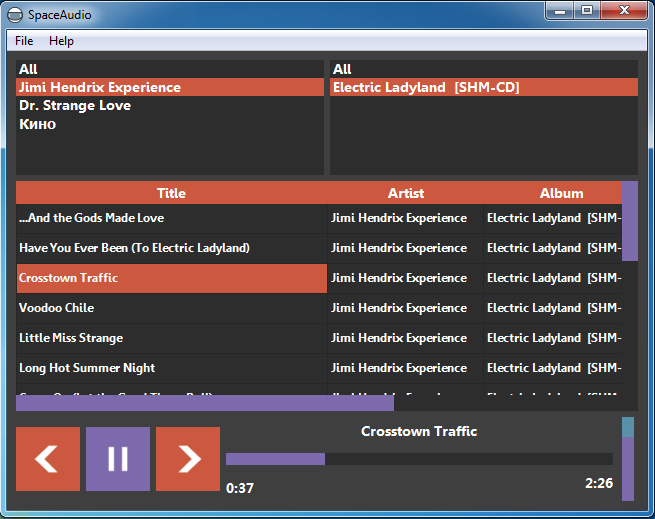 SpaceAudio
File Help
All
Jimi Hendrix Experience
Dr. Strange Love
Кино
All
Electric Ladyland [SHM-CD]
Title Artist Album
...And the Gods Made Love Jimi Hendrix Experience Electric Ladyland [SHM-
Have You Ever Been (To Electric Ladyland) Jimi Hendrix Experience Electric Ladyland [SHM-
Crosstown Traffic Jimi Hendrix Experience Electric Ladyland [SHM-
Voodoo Chile Jimi Hendrix Experience Electric Ladyland [SHM-
Little Miss Strange Jimi Hendrix Experience Electric Ladyland [SHM-
Long Hot Summer Night Jimi Hendrix Experience Electric Ladyland [SHM-
Crosstown Traffic
0:37 2:26